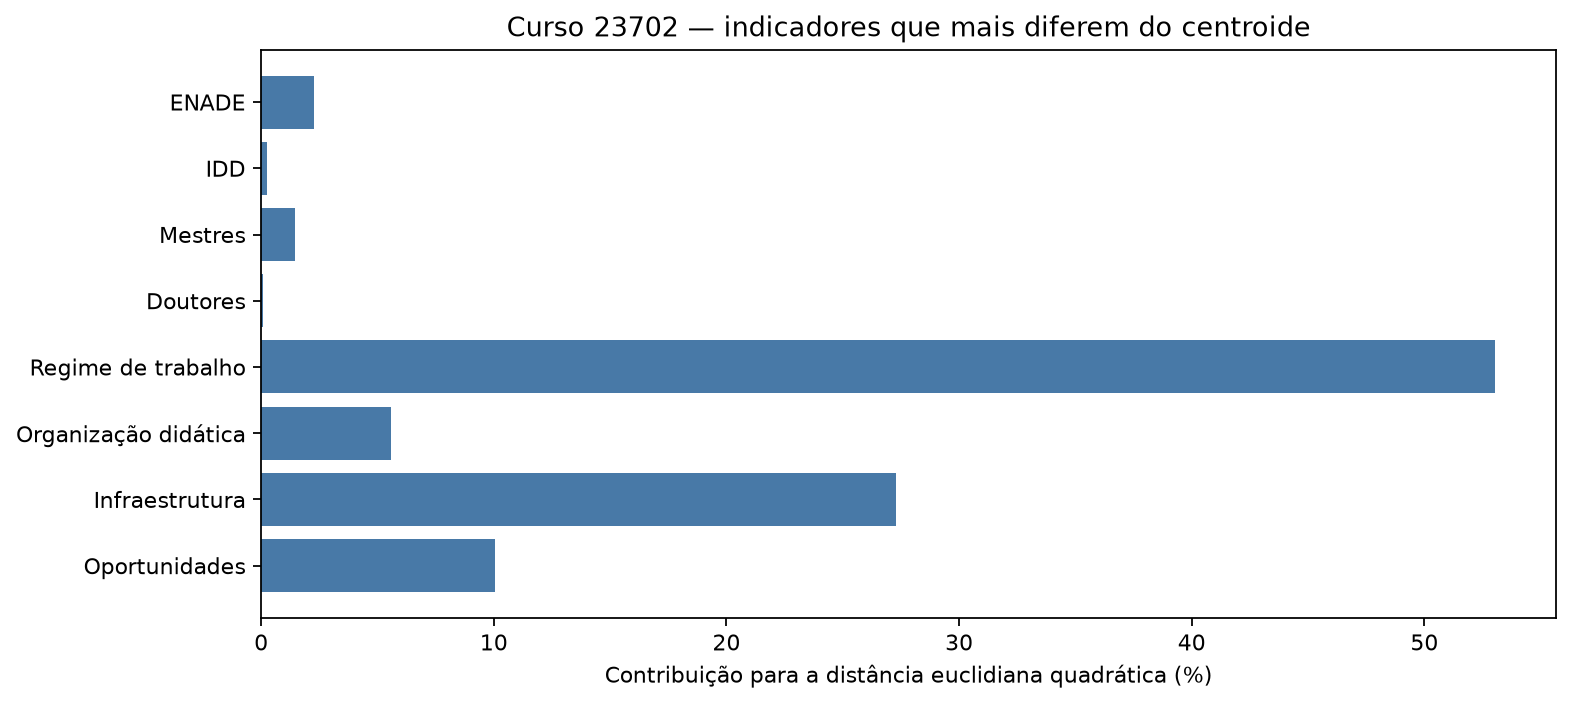 Curso 23702 — indicadores que mais diferem do centroide
ENADE
IDD
Mestres
Doutores
Regime de trabalho
Organização didática
Infraestrutura
Oportunidades
0 10 20 30 40 50
Contribuição para a distância euclidiana quadrática (%)